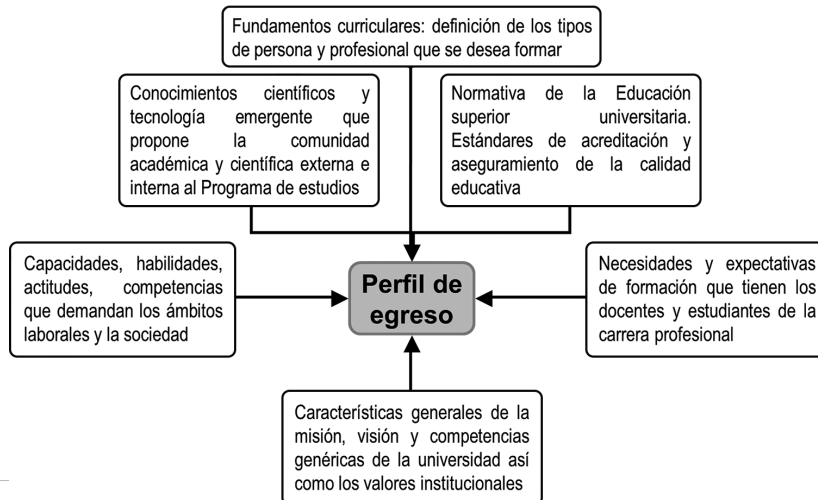 Fundamentos curriculares: definición de los tipos
de persona y profesional que se desea formar
Conocimientos científicos y
tecnología emergente que
propone la comunidad
académica y científica externa e
interna al Programa de estudios
Normativa de la Educación
superior universitaria.
Estándares de acreditación y
aseguramiento de la calidad
educativa
Capacidades, habilidades,
actitudes, competencias
que demandan los ámbitos
laborales y la sociedad
Perfil de
egreso
Necesidades y expectativas
de formación que tienen los
docentes y estudiantes de la
carrera profesional
Características generales de la
misión, visión y competencias
genéricas de la universidad así
como los valores institucionales